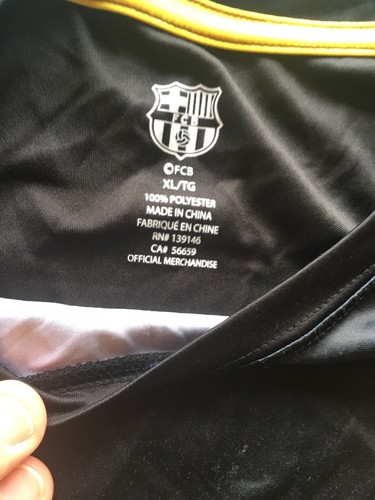 FCB
©FCB
XL/TG
100% POLYESTER
MADE IN CHINA
FABRIQUÉ EN CHINE
RN# 139146
CA# 56659
OFFICIAL MERCHANDISE